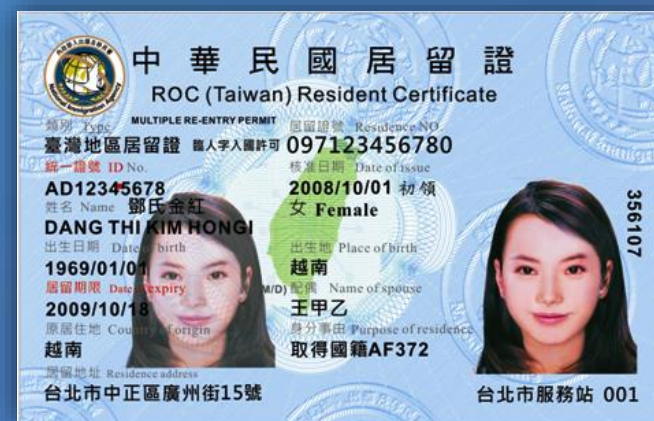 中華民國居留證
ROC (Taiwan) Resident Certificate
MULTIPLE RE-ENTRY PERMIT
類別 Type
居留證號 Residence NO.
臺灣地區居留證 臨人字入國許可 097123456780
統一證號 ID No.
核准日期 Date of issue
AD12345678
2008/10/01 初領
姓名 Name 鄧氏金紅
女 Female
DANG THI KIM HONGI
出生日期 Date of birth
出生地 Place of birth
1969/01/01
越南
居留期限 Date of expiry
M/D) 配偶 Name of spouse
2009/10/18
王甲乙
原居住地 Country of origin
身分事由 Purpose of residence
越南
取得國籍AF372
居留地址 Residence address
台北市中正區廣州街15號
台北市服務站 001
356107
National Immigration Agency